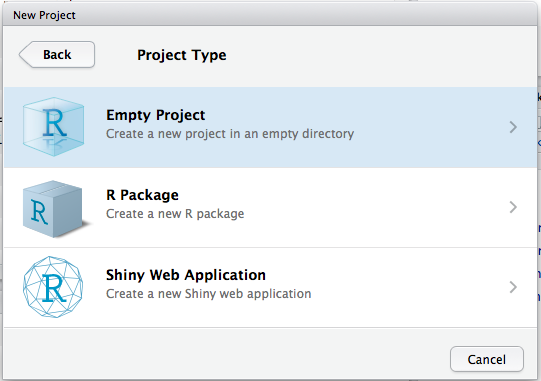 New Project
Back
Project Type
R
Empty Project
Create a new project in an empty directory
R
R Package
Create a new R package
R
Shiny Web Application
Create a new Shiny web application
Cancel